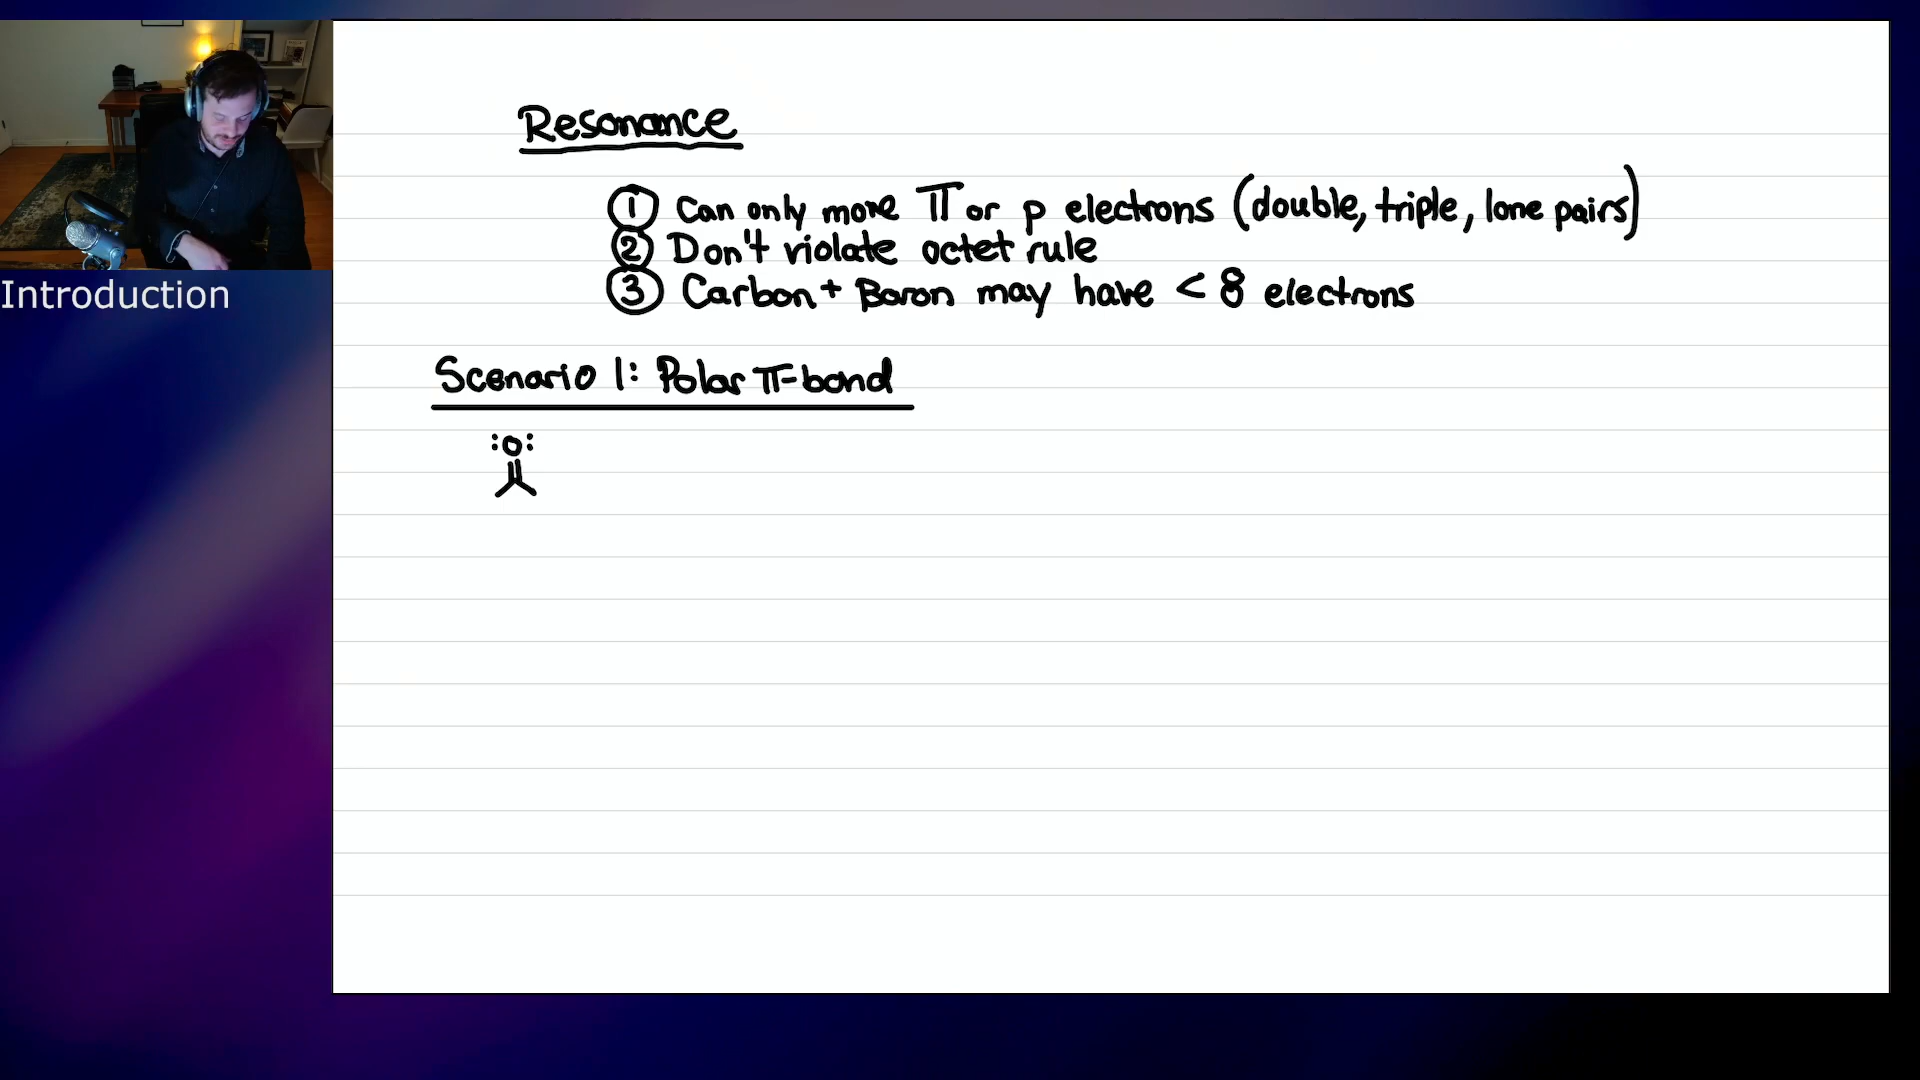 Resonance
① Can only move π or p electrons (double, triple, lone pairs)
② Don't violate octet rule
Introduction
③ Carbon + Boron may have < 8 electrons
Scenario 1: Polar π-bond
:O: